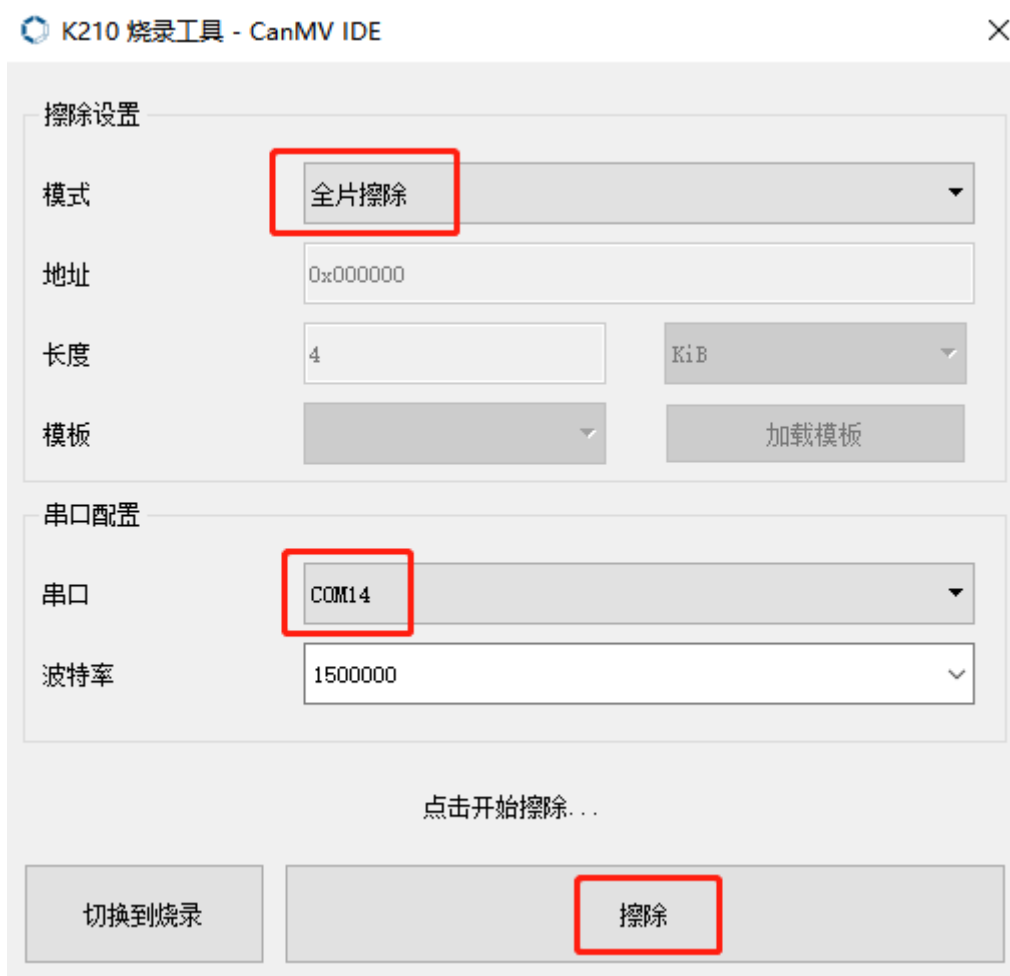 K210 烧录工具 - CanMV IDE
擦除设置
模式 全片擦除
地址 0x000000
长度 4 KiB
模板 加载模板
串口配置
串口 COM14
波特率 1500000
点击开始擦除...
切换到烧录 擦除